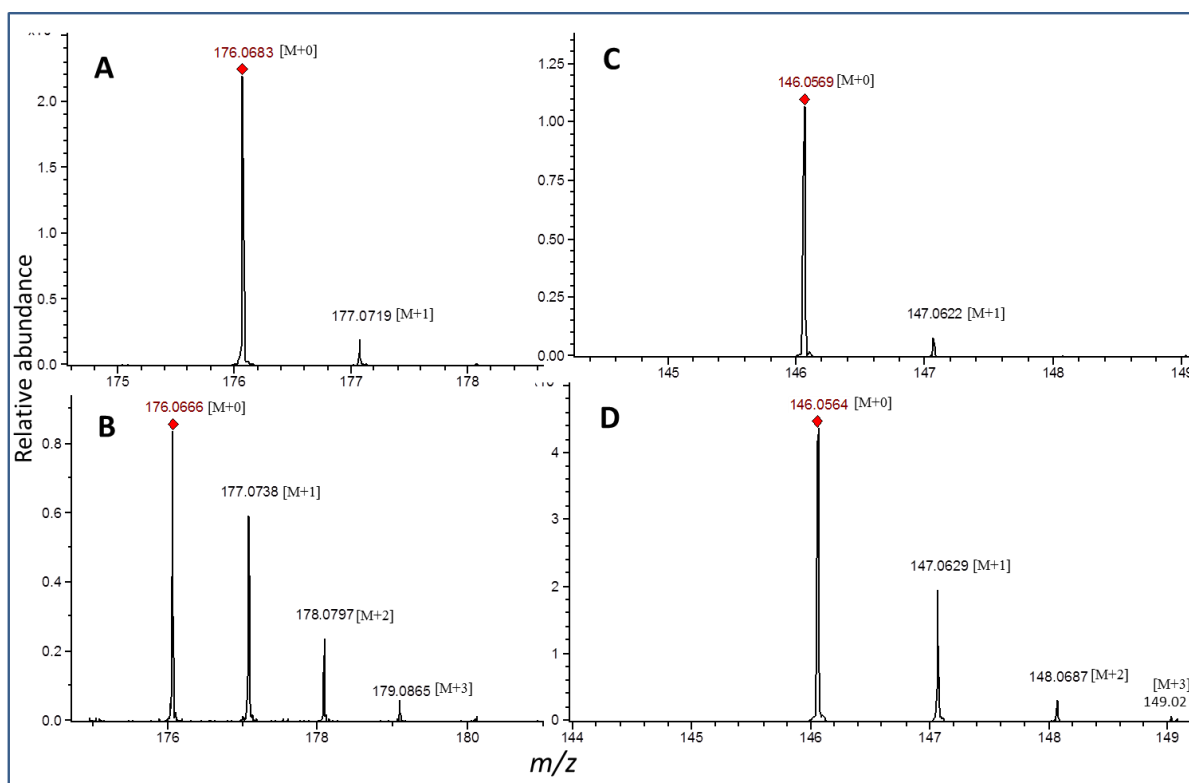 A
176.0683 [M+0]
177.0719 [M+1]
2.0
1.5
1.0
0.5
0.0
175 176 177 178
C
146.0569 [M+0]
147.0622 [M+1]
1.25
1.00
0.75
0.50
0.25
0.00
145 146 147 148 149
B
176.0666 [M+0]
177.0738 [M+1]
178.0797 [M+2]
179.0865 [M+3]
0.8
0.6
0.4
0.2
0.0
176 178 180
D
146.0564 [M+0]
147.0629 [M+1]
148.0687 [M+2]
[M+3]
149.02
4
3
2
1
0
144 145 146 147 148 149
Relative abundance
m/z